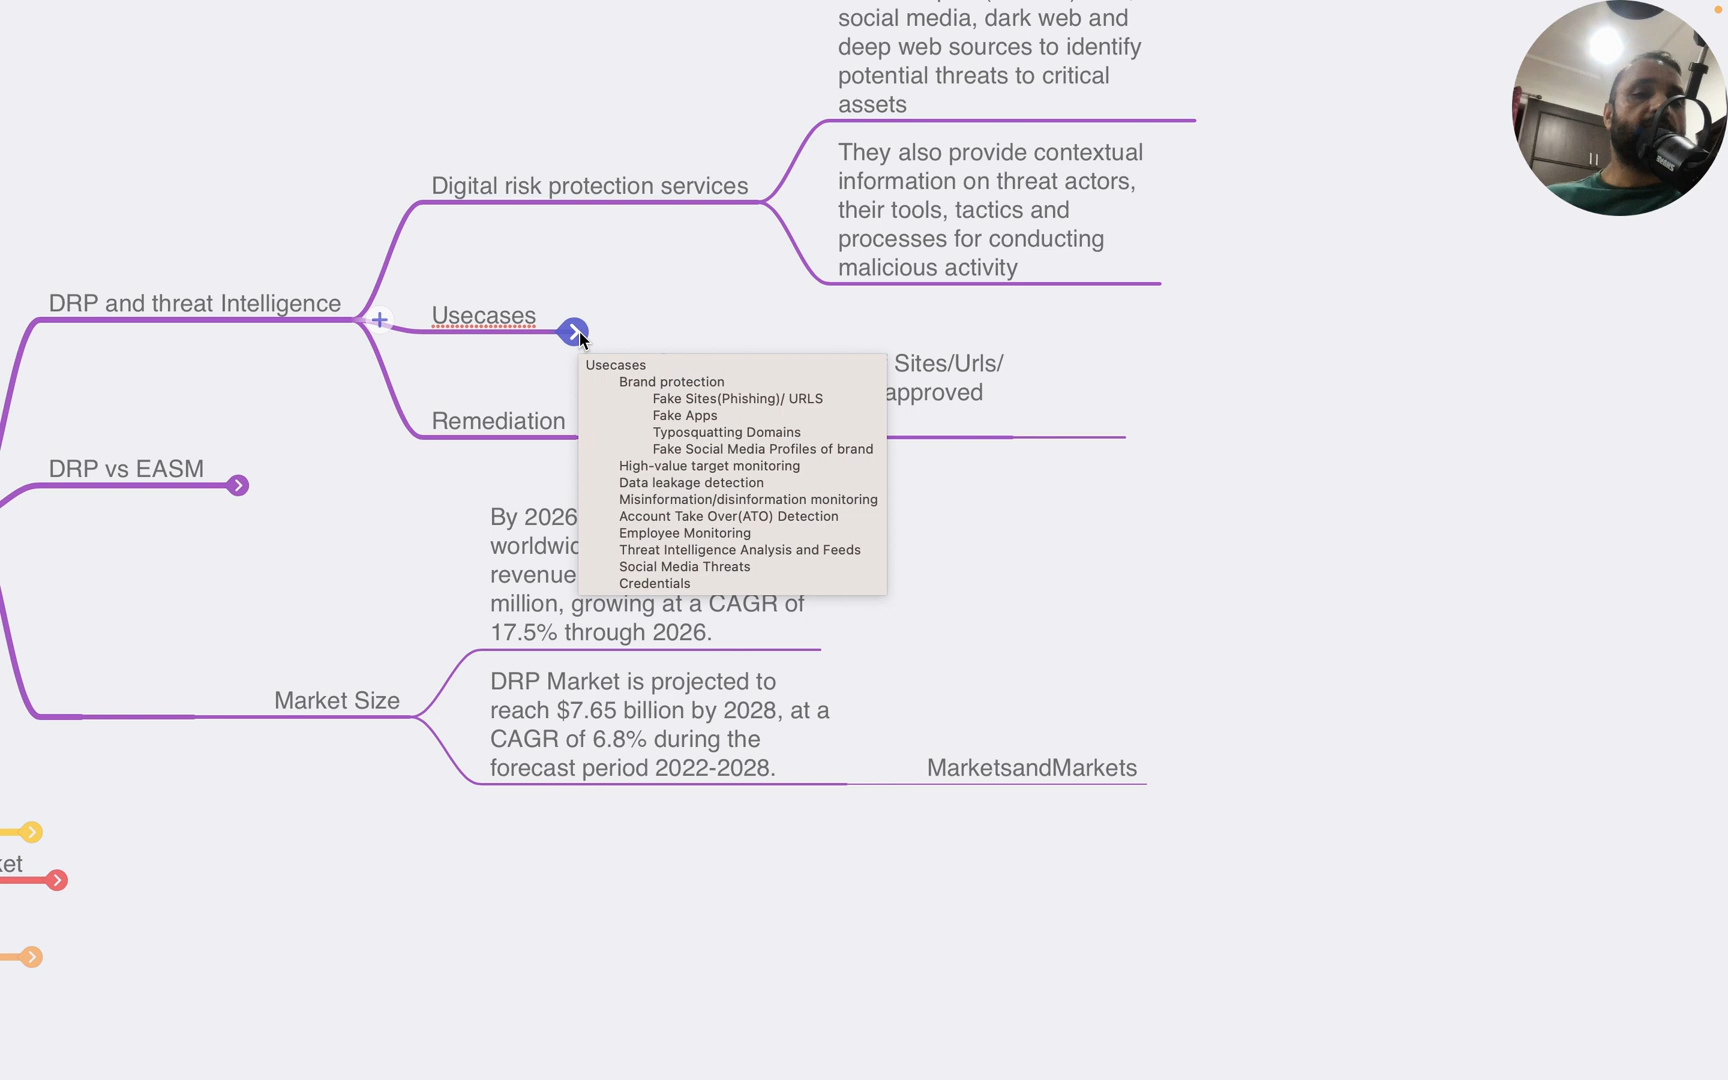 social media, dark web and
deep web sources to identify
potential threats to critical
assets
They also provide contextual
information on threat actors,
their tools, tactics and
processes for conducting
malicious activity
Digital risk protection services
DRP and threat Intelligence
Usecases
Usecases
Brand protection
Fake Sites(Phishing)/ URLS
Fake Apps
Typosquatting Domains
Fake Social Media Profiles of brand
High-value target monitoring
Data leakage detection
Misinformation/disinformation monitoring
Account Take Over(ATO) Detection
Employee Monitoring
Threat Intelligence Analysis and Feeds
Social Media Threats
Credentials
Sites/Urls/
approved
Remediation
DRP vs EASM
By 2026
revenue
million, growing at a CAGR of
17.5% through 2026.
Market Size
DRP Market is projected to
reach $7.65 billion by 2028, at a
CAGR of 6.8% during the
forecast period 2022-2028.
MarketsandMarkets